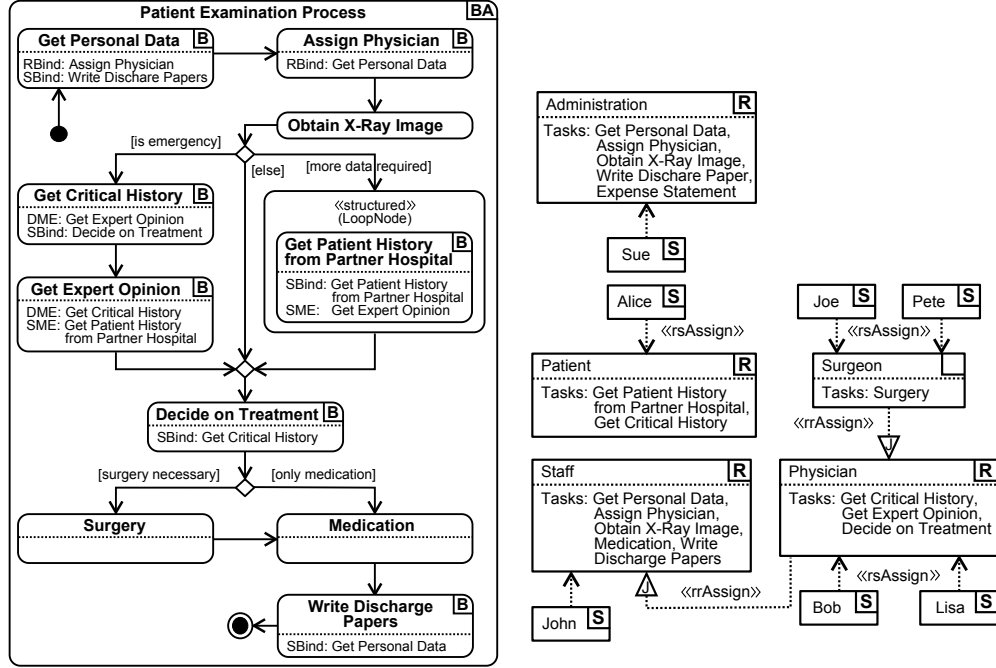 Patient Examination Process
BA
Get Personal Data
B
RBind: Assign Physician
SBind: Write Dischare Papers
Assign Physician
B
RBind: Get Personal Data
Obtain X-Ray Image
[is emergency]
[else]
[more data required]
Get Critical History
B
DME: Get Expert Opinion
SBind: Decide on Treatment
«structured»
(LoopNode)
Get Patient History
from Partner Hospital
B
SBind: Get Patient History
from Partner Hospital
SME: Get Expert Opinion
Get Expert Opinion
B
DME: Get Critical History
SME: Get Patient History
from Partner Hospital
Decide on Treatment
B
SBind: Get Critical History
[surgery necessary]
[only medication]
Surgery
Medication
Write Discharge
Papers
B
SBind: Get Personal Data
Administration
R
Tasks: Get Personal Data,
Assign Physician,
Obtain X-Ray Image,
Write Dischare Paper,
Expense Statement
Sue
S
Alice
S
«rsAssign»
Patient
R
Tasks: Get Patient History
from Partner Hospital,
Get Critical History
Joe
S
Pete
S
«rsAssign»
Surgeon
Tasks: Surgery
«rrAssign»
J
Staff
R
Tasks: Get Personal Data,
Assign Physician,
Obtain X-Ray Image,
Medication, Write
Discharge Papers
Physician
R
Tasks: Get Critical History,
Get Expert Opinion,
Decide on Treatment
J
«rrAssign»
«rsAssign»
John
S
Bob
S
Lisa
S